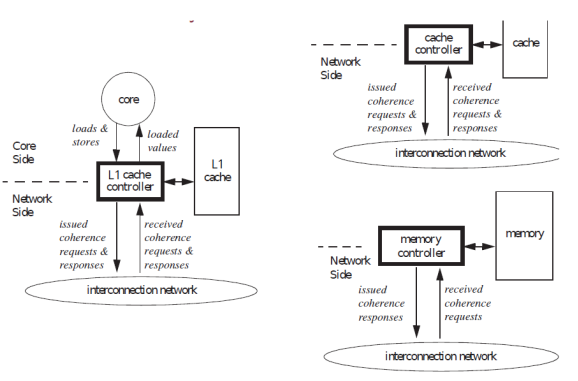 core
loads &
stores
loaded
values
Core
Side
L1 cache
controller
L1
cache
Network
Side
issued
coherence
requests &
responses
received
coherence
requests &
responses
interconnection network
cache
controller
cache
Network
Side
issued
coherence
requests &
responses
received
coherence
requests &
responses
interconnection network
memory
controller
memory
Network
Side
issued
coherence
responses
received
coherence
requests
interconnection network